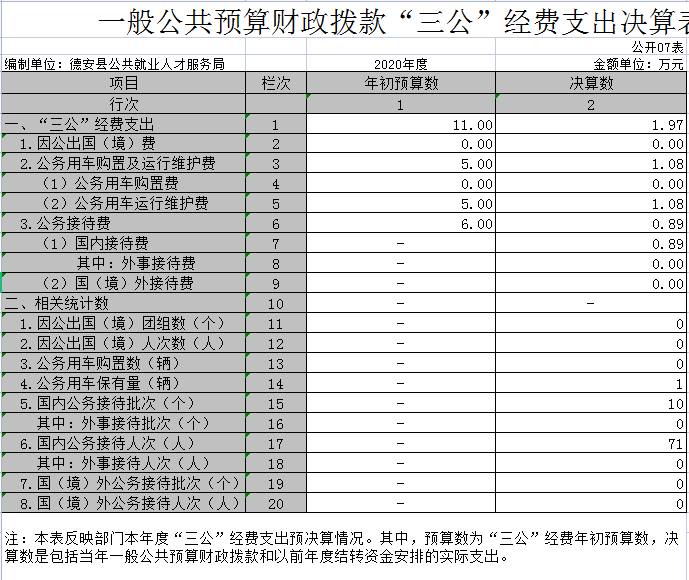 一般公共预算财政拨款“三公”经费支出决算表
公开07表
编制单位：德安县公共就业人才服务局 2020年度 金额单位：万元
项目 栏次 年初预算数 决算数
行次 1 2
一、“三公”经费支出 1 11.00 1.97
1.因公出国（境）费 2 0.00 0.00
2.公务用车购置及运行维护费 3 5.00 1.08
（1）公务用车购置费 4 0.00 0.00
（2）公务用车运行维护费 5 5.00 1.08
3.公务接待费 6 6.00 0.89
（1）国内接待费 7 － 0.89
其中：外事接待费 8 － 0.00
（2）国（境）外接待费 9 － 0.00
二、相关统计数 10 － －
1.因公出国（境）团组数（个） 11 － 0
2.因公出国（境）人次数（人） 12 － 0
3.公务用车购置数（辆） 13 － 0
4.公务用车保有量（辆） 14 － 1
5.国内公务接待批次（个） 15 － 10
其中：外事接待批次（个） 16 － 0
6.国内公务接待人次（人） 17 － 71
其中：外事接待人次（人） 18 － 0
7.国（境）外公务接待批次（个） 19 － 0
8.国（境）外公务接待人次（人） 20 － 0
注：本表反映部门本年度“三公”经费支出预决算情况。其中，预算数为“三公”经费年初预算数，决
算数是包括当年一般公共预算财政拨款和以前年度结转资金安排的实际支出。